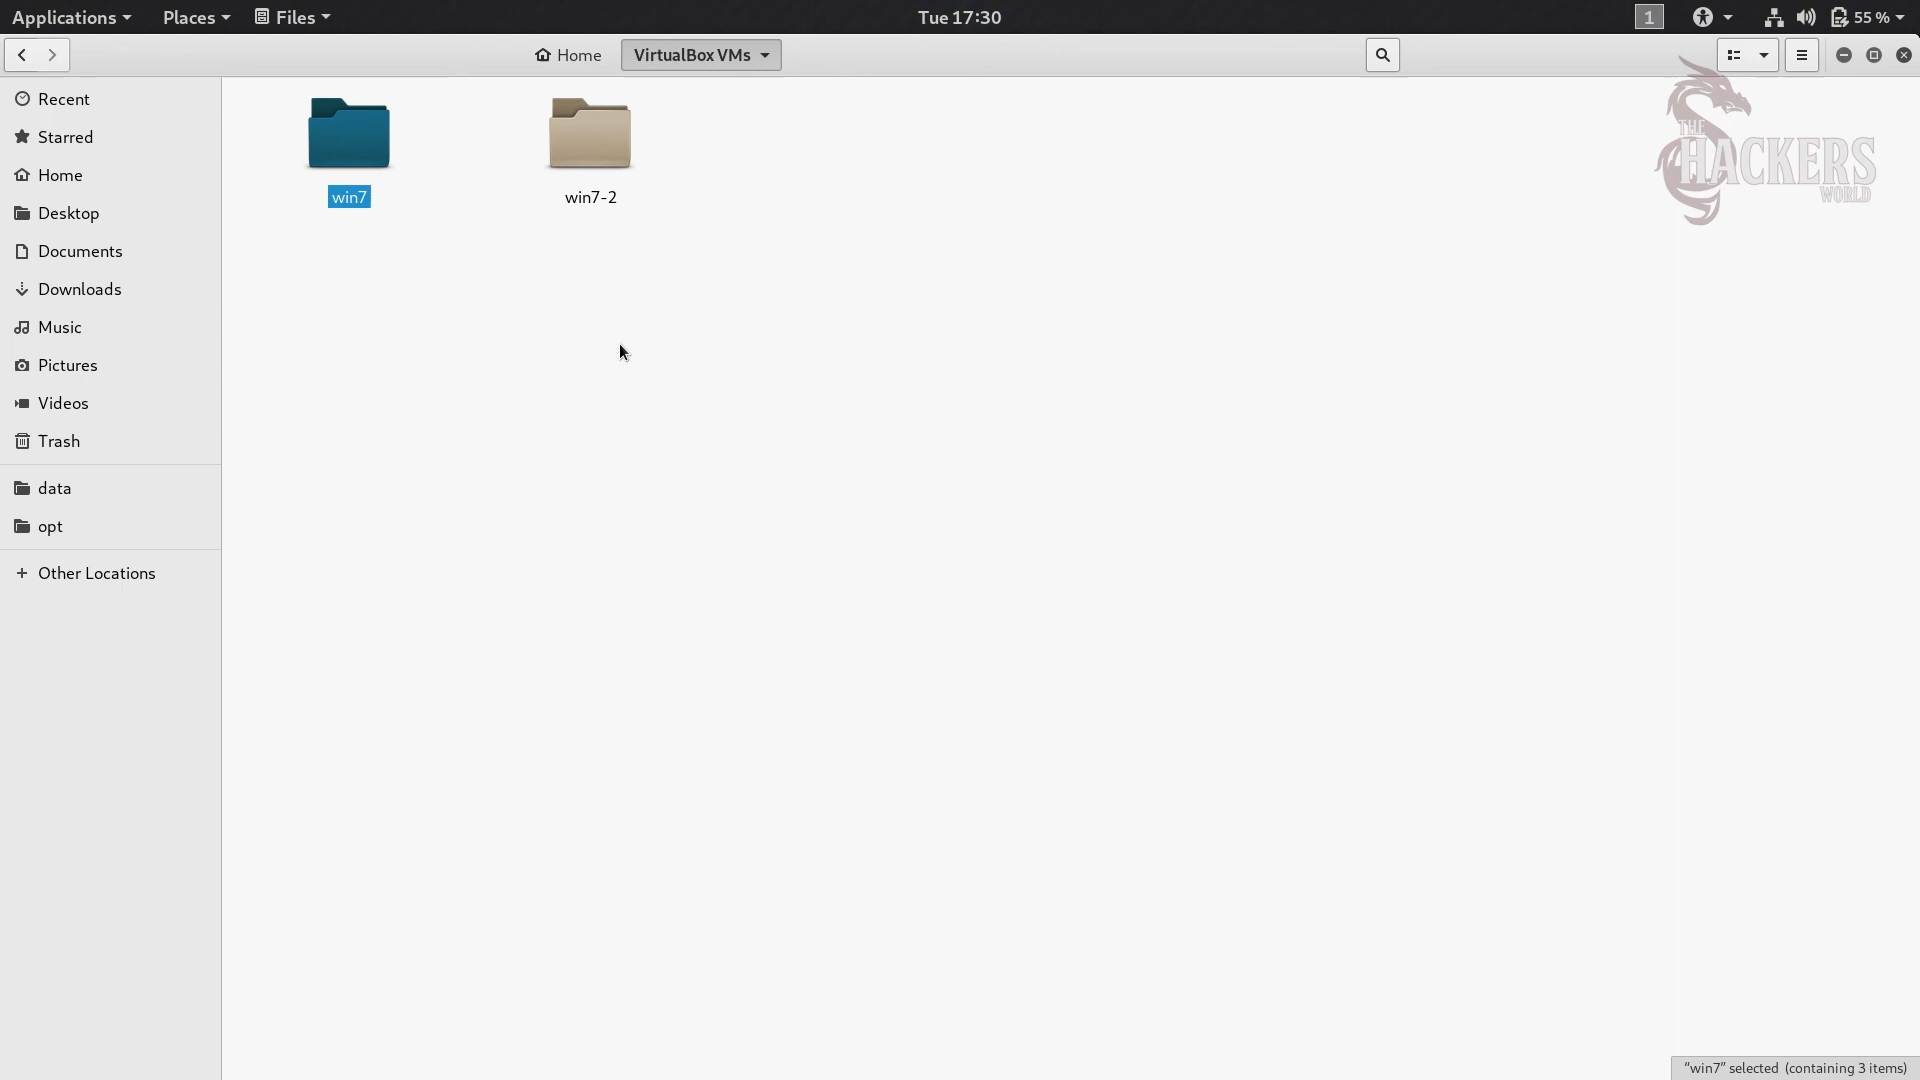 Applications Places Files Tue 17:30 1 55 %
Home VirtualBox VMs
Recent
Starred
Home
Desktop
Documents
Downloads
Music
Pictures
Videos
Trash
data
opt
Other Locations
win7 win7-2
THE
HACKERS
WORLD
"win7" selected (containing 3 items)